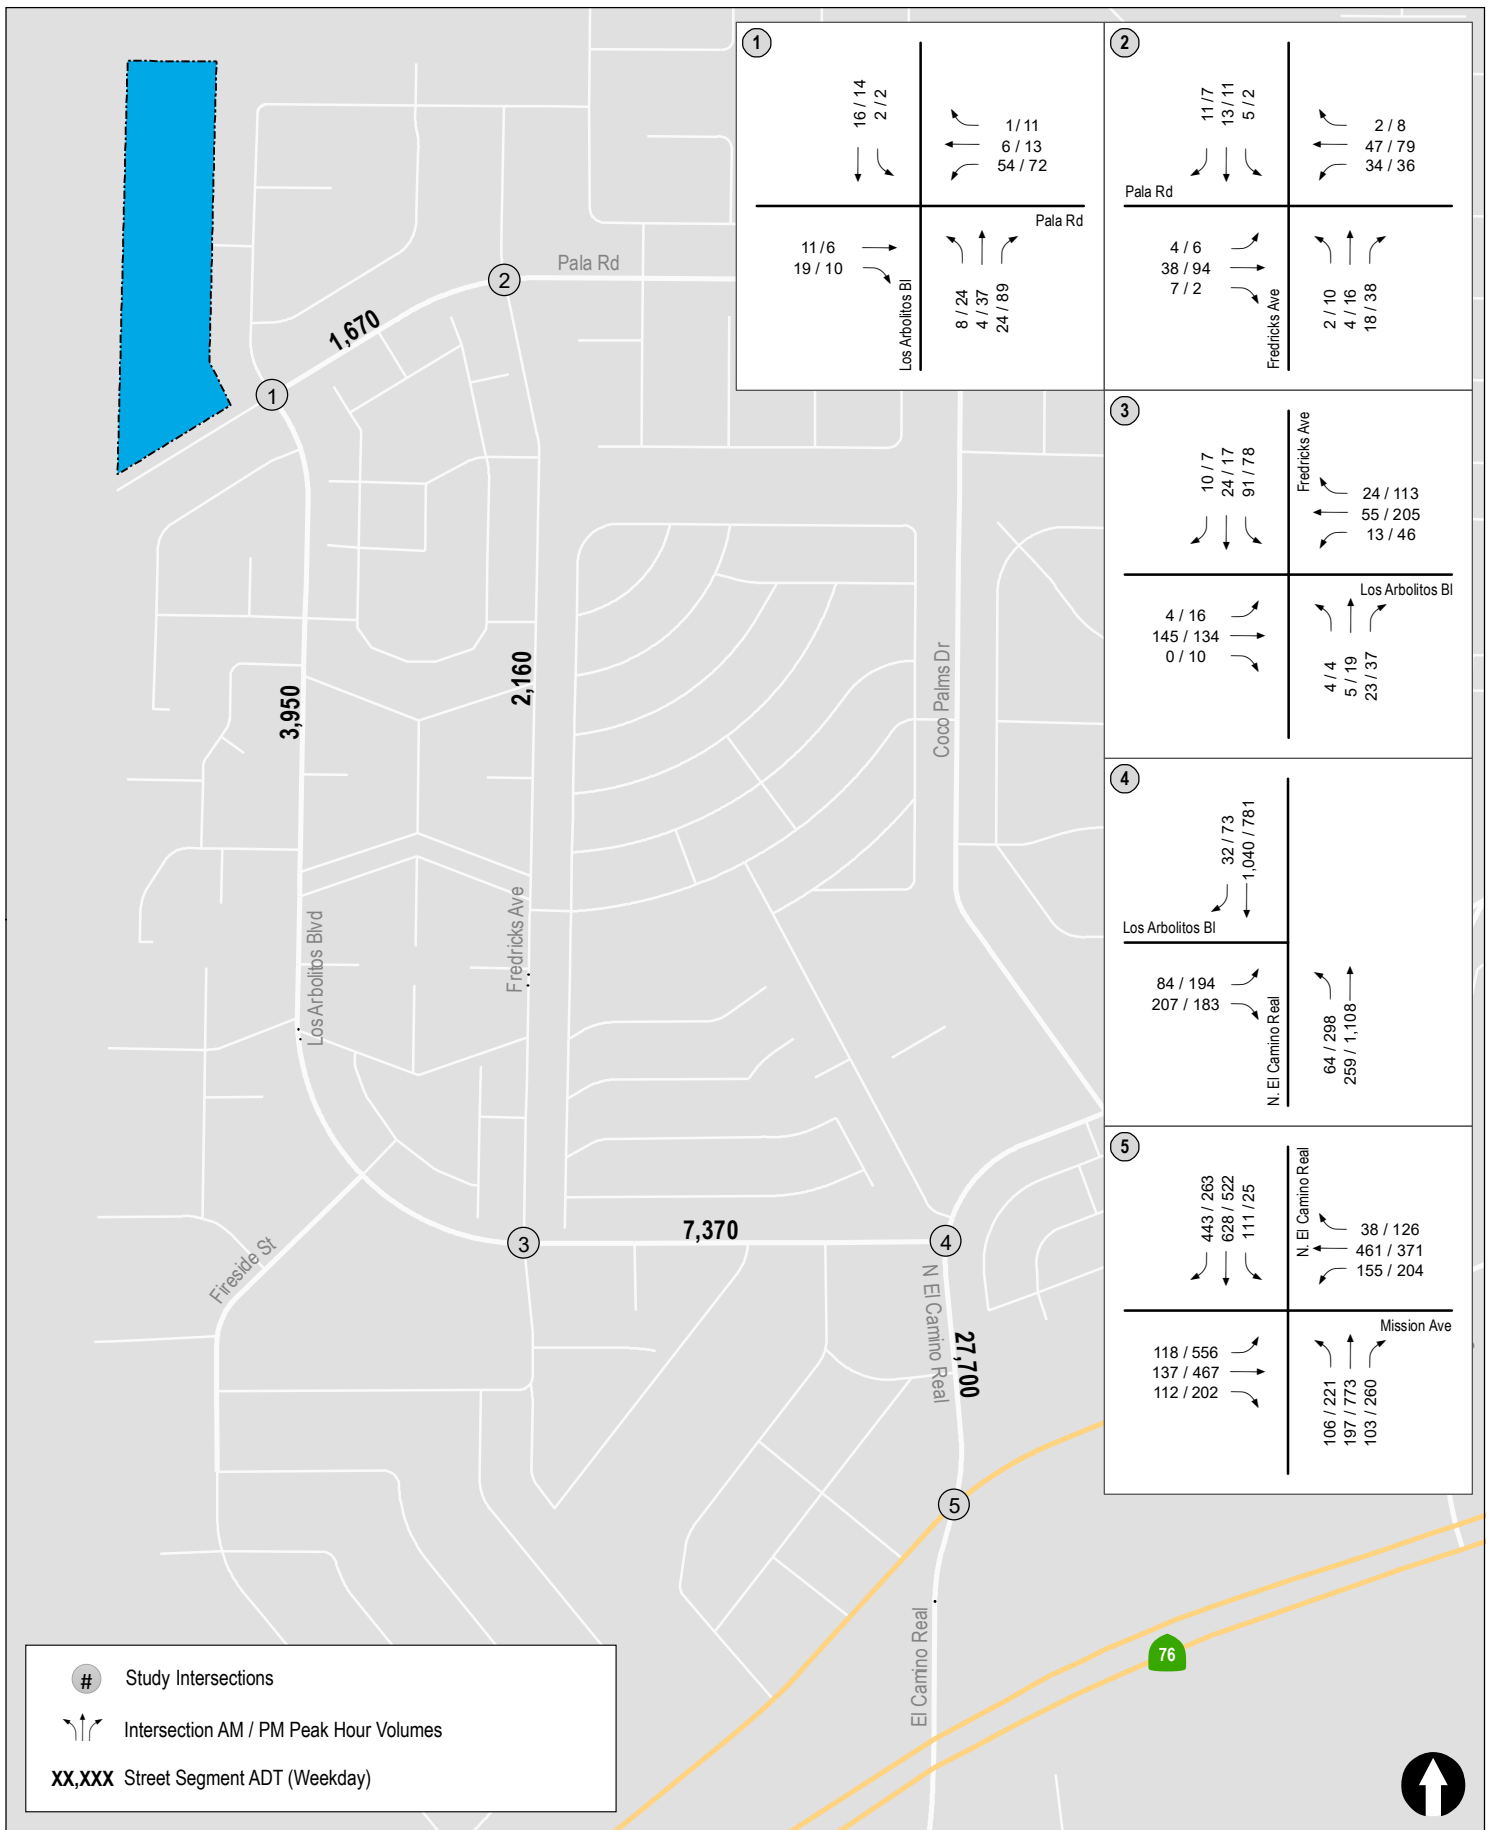 1
16 / 14
2 / 2
1 / 11
6 / 13
54 / 72
Pala Rd
11 / 6
19 / 10
Los Arbolitos Bl
8 / 24
4 / 37
24 / 89
2
11 / 7
13 / 11
5 / 2
2 / 8
47 / 79
34 / 36
Pala Rd
4 / 6
38 / 94
7 / 2
Fredricks Ave
2 / 10
4 / 16
18 / 38
3
10 / 7
24 / 17
91 / 78
Fredricks Ave
24 / 113
55 / 205
13 / 46
Los Arbolitos Bl
4 / 16
145 / 134
0 / 10
4 / 4
5 / 19
23 / 37
4
32 / 73
1,040 / 781
Los Arbolitos Bl
84 / 194
207 / 183
N. El Camino Real
64 / 298
259 / 1,108
5
443 / 263
628 / 522
111 / 25
N. El Camino Real
38 / 126
461 / 371
155 / 204
Mission Ave
118 / 556
137 / 467
112 / 202
106 / 221
197 / 773
103 / 260
Pala Rd
2
1,670
1
2,160
3,950
Coco Palms Dr
Fredricks Ave
Los Arbolitos Blvd
7,370
3
4
Fireside St
N El Camino Real
27,700
5
El Camino Real
76
# Study Intersections
Intersection AM / PM Peak Hour Volumes
XX,XXX Street Segment ADT (Weekday)